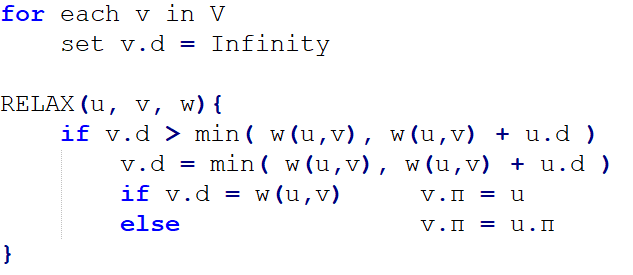 for each v in V
    set v.d = Infinity

RELAX(u, v, w){
    if v.d > min( w(u,v), w(u,v) + u.d )
        v.d = min( w(u,v), w(u,v) + u.d )
        if v.d = w(u,v)     v.π = u
        else                v.π = u.π
}